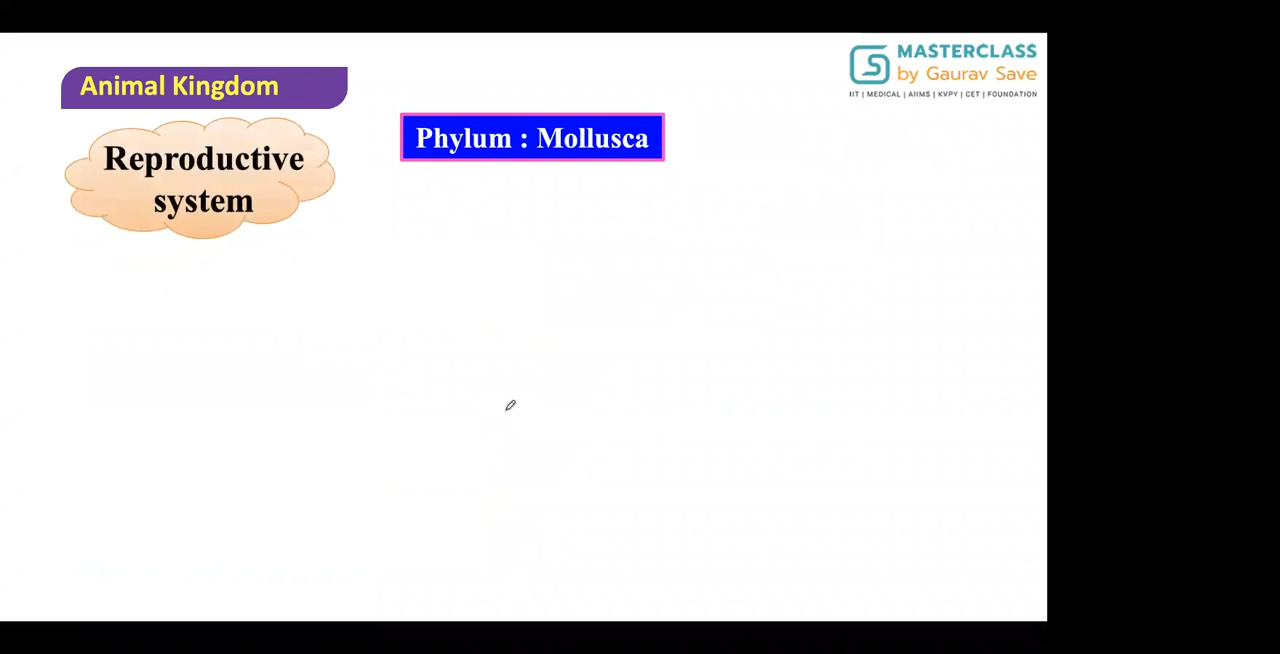 Animal Kingdom
MASTERCLASS
by Gaurav Save
IIT | MEDICAL | AIIMS | KVPY | CET | FOUNDATION
Reproductive
system
Phylum : Mollusca